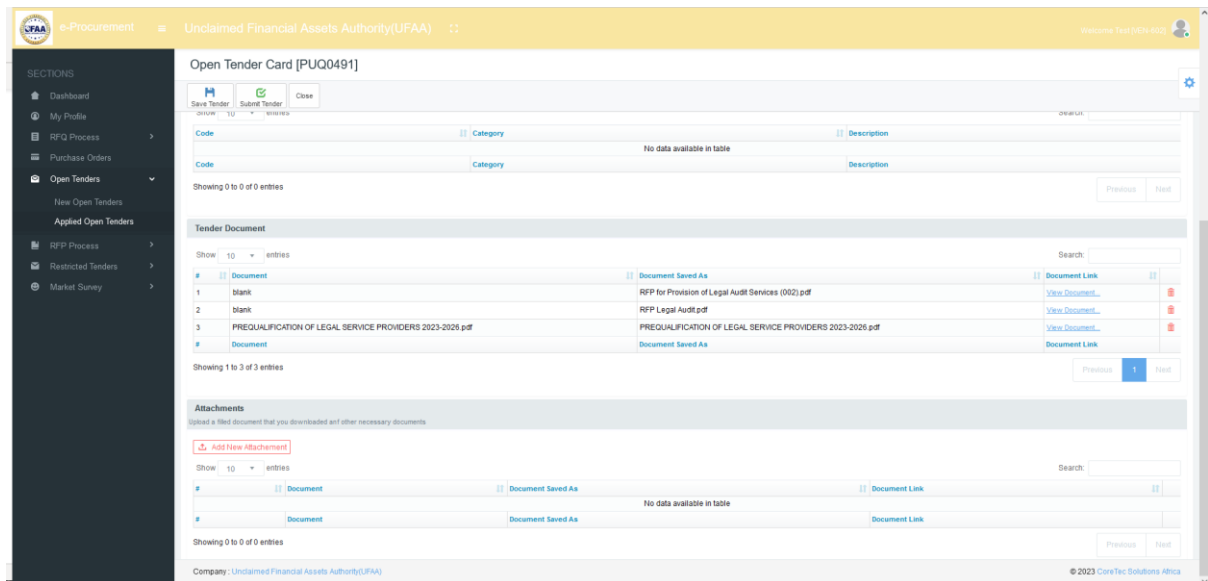 UFAA e-Procurement Unclaimed Financial Assets Authority(UFAA) Welcome Test [VEN-602]
SECTIONS
Dashboard
My Profile
RFQ Process
Purchase Orders
Open Tenders
New Open Tenders
Applied Open Tenders
RFP Process
Restricted Tenders
Market Survey
Open Tender Card [PUQ0491]
Save Tender Submit Tender Close
Show 10 entries Search:
Code Category Description
No data available in table
Code Category Description
Showing 0 to 0 of 0 entries Previous Next
Tender Document
Show 10 entries Search:
# Document Document Saved As Document Link
1 blank RFP for Provision of Legal Audit Services (002).pdf View Document...
2 blank RFP Legal Audit.pdf View Document...
3 PREQUALIFICATION OF LEGAL SERVICE PROVIDERS 2023-2026.pdf PREQUALIFICATION OF LEGAL SERVICE PROVIDERS 2023-2026.pdf View Document...
# Document Document Saved As Document Link
Showing 1 to 3 of 3 entries Previous 1 Next
Attachments
Upload a filled document that you downloaded anf other necessary documents
Add New Attachement
Show 10 entries Search:
# Document Document Saved As Document Link
No data available in table
# Document Document Saved As Document Link
Showing 0 to 0 of 0 entries Previous Next
Company : Unclaimed Financial Assets Authority(UFAA) © 2023 CoreTec Solutions Africa